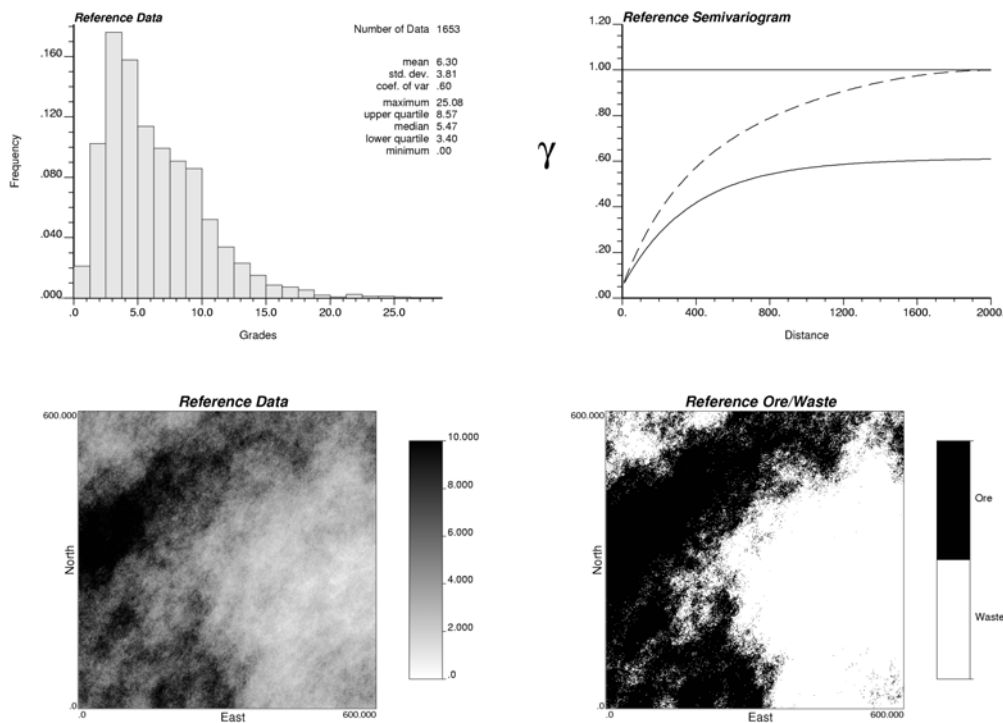 Reference Data
Number of Data 1653
mean 6.30
std. dev. 3.81
coef. of var .60
maximum 25.08
upper quartile 8.57
median 5.47
lower quartile 3.40
minimum .00
Frequency
.160
.120
.080
.040
.000
.0 5.0 10.0 15.0 20.0 25.0
Grades
Reference Semivariogram
γ
1.20
1.00
.80
.60
.40
.20
.00
0. 400. 800. 1200. 1600. 2000.
Distance
Reference Data
600.000
North
.0
.0 East 600.000
10.000
8.000
6.000
4.000
2.000
.0
Reference Ore/Waste
600.000
North
.0
.0 East 600.000
Ore
Waste